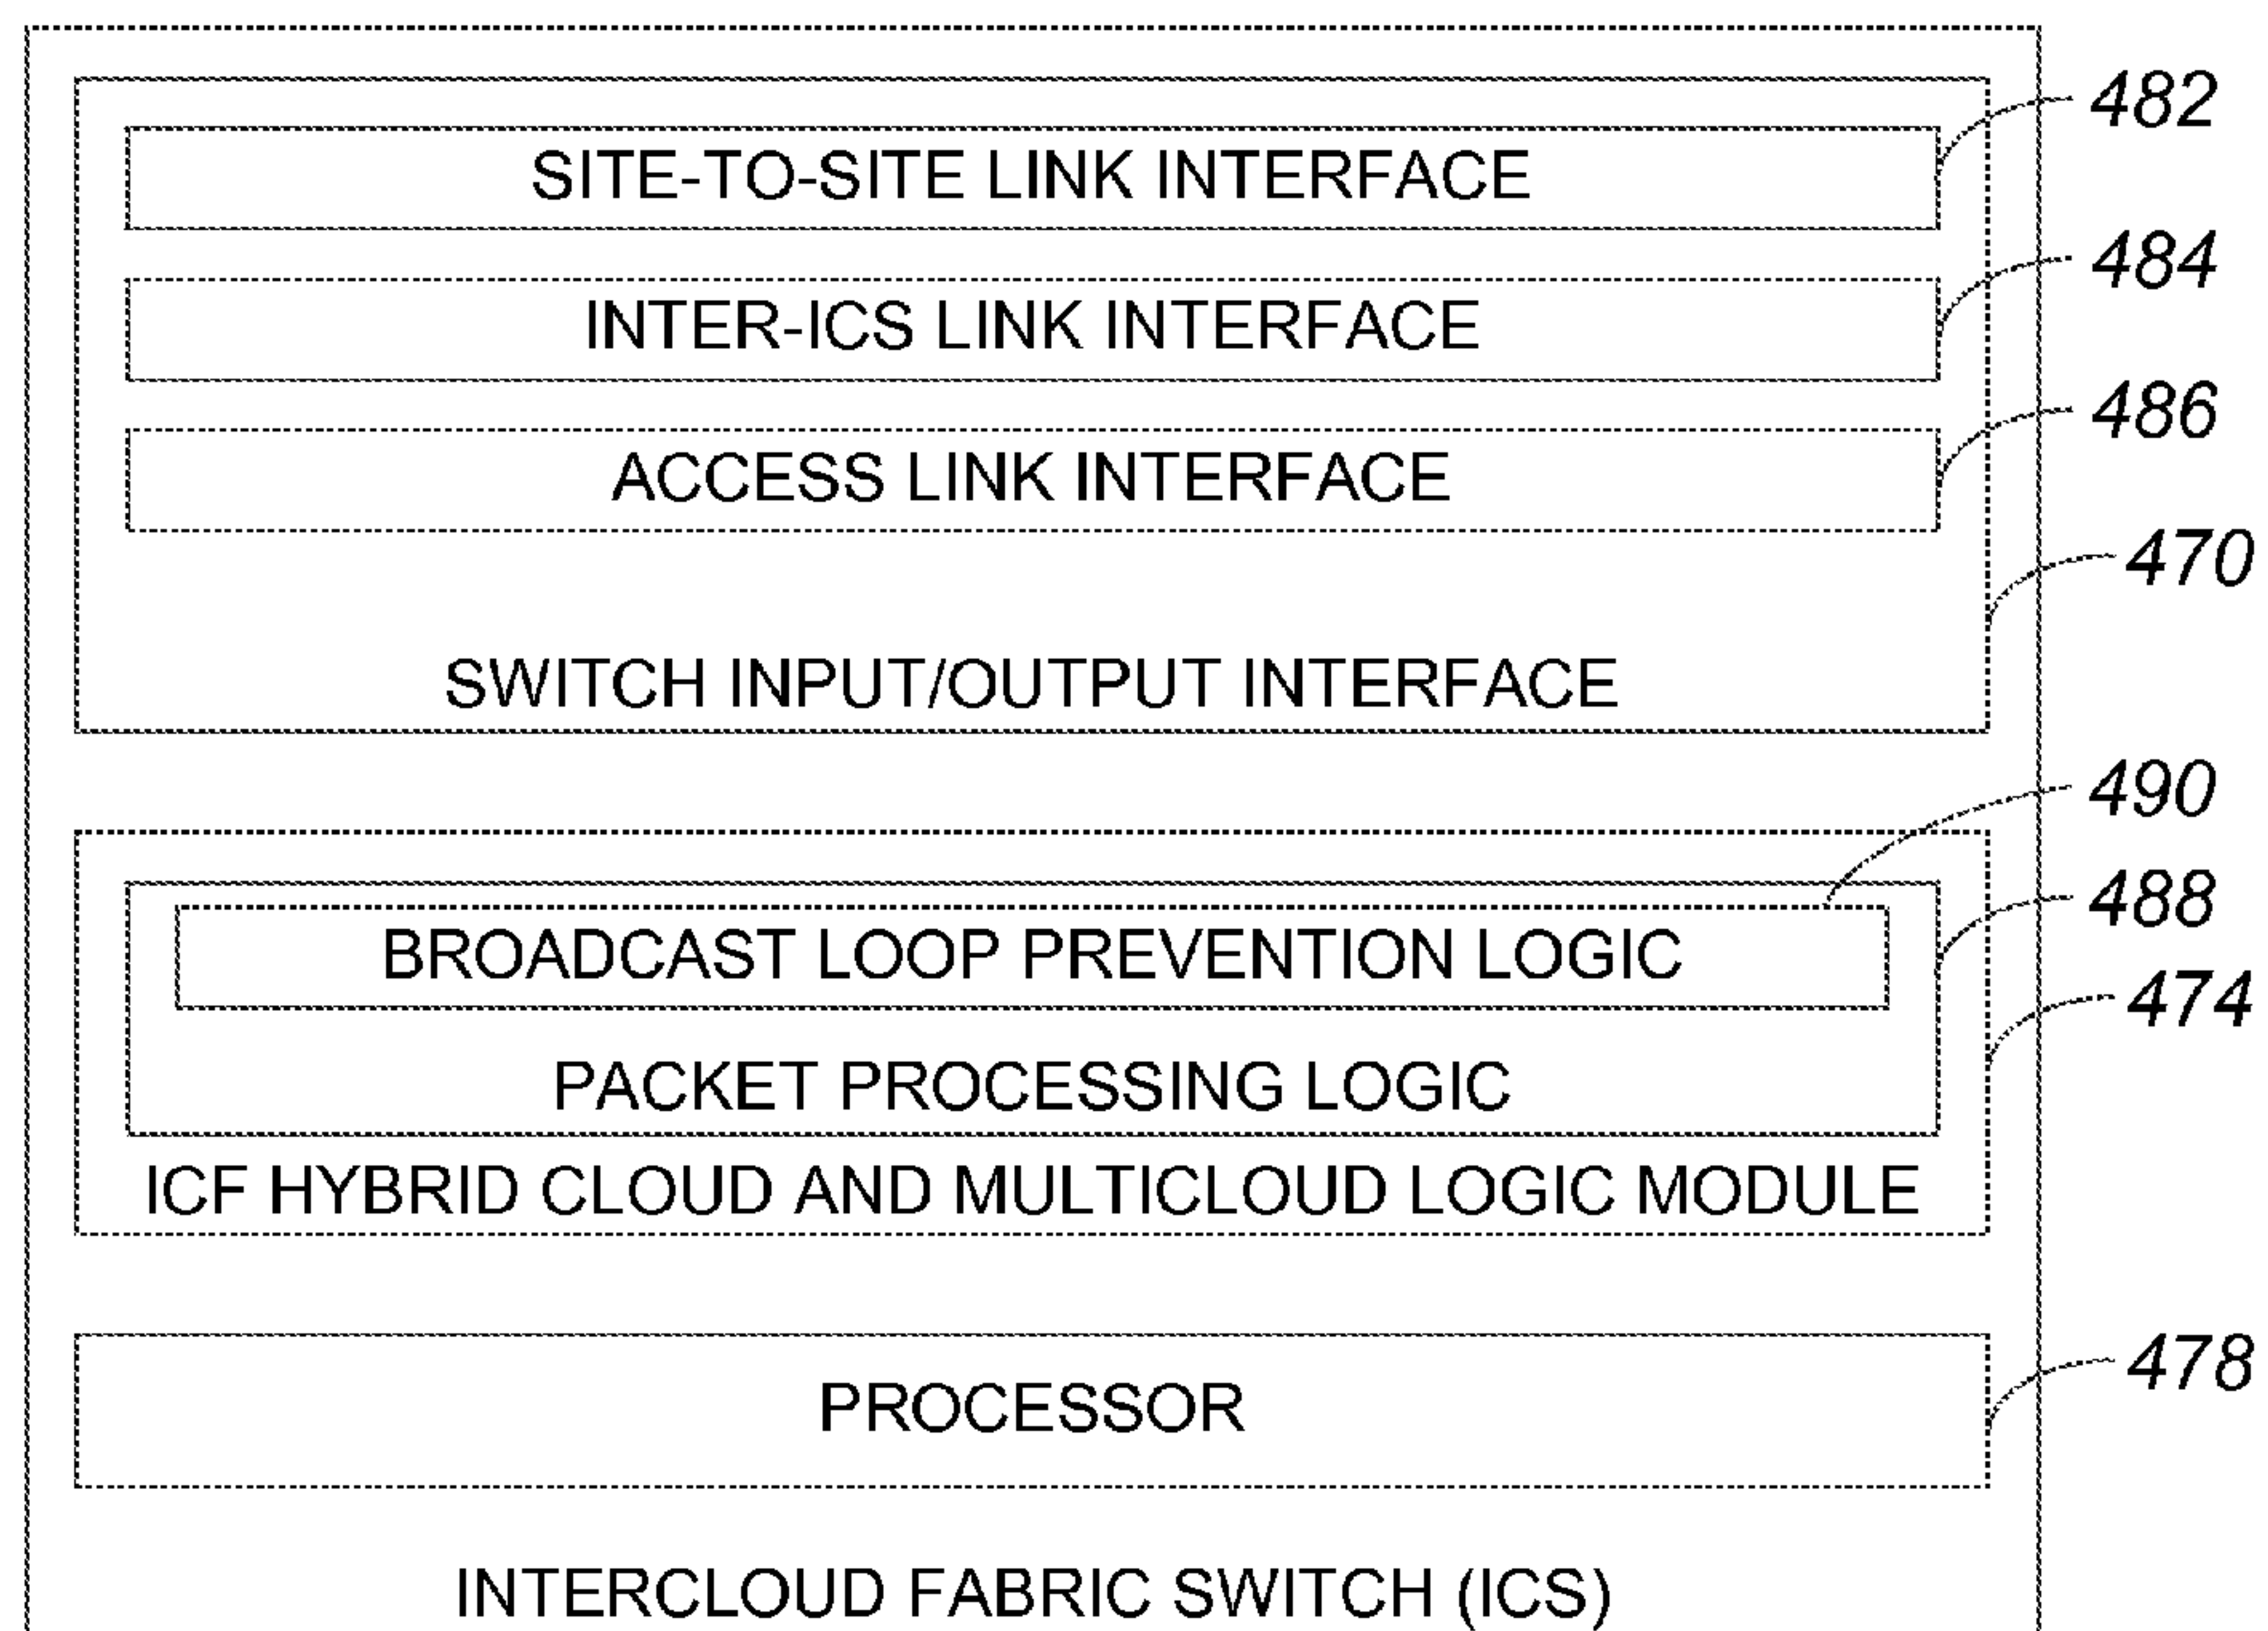 482
SITE-TO-SITE LINK INTERFACE
484
INTER-ICS LINK INTERFACE
486
ACCESS LINK INTERFACE
470
SWITCH INPUT/OUTPUT INTERFACE
490
488
BROADCAST LOOP PREVENTION LOGIC
474
PACKET PROCESSING LOGIC
ICF HYBRID CLOUD AND MULTICLOUD LOGIC MODULE
478
PROCESSOR
INTERCLOUD FABRIC SWITCH (ICS)